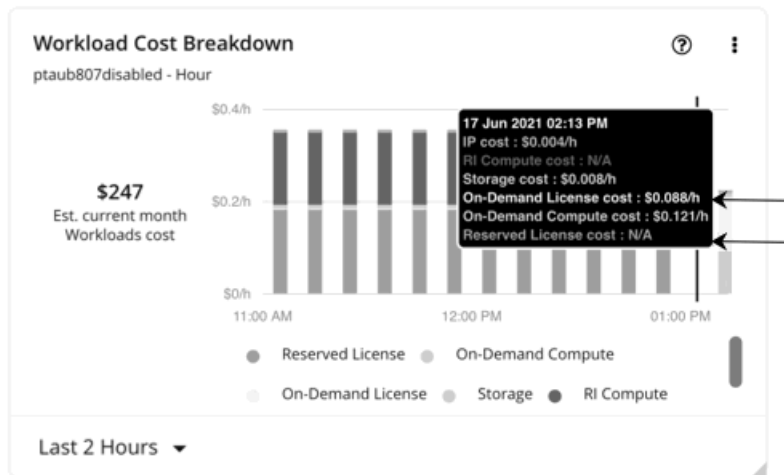 Workload Cost Breakdown
ptaub807disabled - Hour
$0.4/h
17 Jun 2021 02:13 PM
IP cost : $0.004/h
RI Compute cost : N/A
Storage cost : $0.008/h
On-Demand License cost : $0.088/h
On-Demand Compute cost : $0.121/h
Reserved License cost : N/A
$247
Est. current month
Workloads cost
$0.2/h
$0/h
11:00 AM 12:00 PM 01:00 PM
Reserved License On-Demand Compute
On-Demand License Storage RI Compute
Last 2 Hours